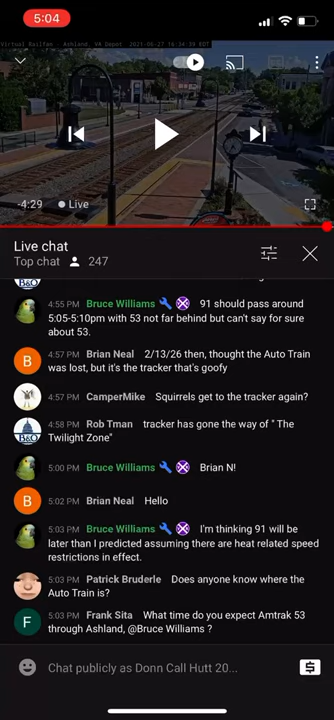 5:04
Virtual Railfan - Ashland, VA Depot 2021-06-27 16:34:39 EDT
-4:29 Live
Live chat
Top chat 247
B&O
4:55 PM Bruce Williams 91 should pass around
5:05-5:10pm with 53 not far behind but can't say for sure
about 53.
B 4:57 PM Brian Neal 2/13/26 then, thought the Auto Train
was lost, but it's the tracker that's goofy
4:57 PM CamperMike Squirrels get to the tracker again?
B&O 4:58 PM Rob Tman tracker has gone the way of " The
Twilight Zone"
5:00 PM Bruce Williams Brian N!
B 5:02 PM Brian Neal Hello
5:03 PM Bruce Williams I'm thinking 91 will be
later than I predicted assuming there are heat related speed
restrictions in effect.
5:03 PM Patrick Bruderle Does anyone know where the
Auto Train is?
F 5:03 PM Frank Sita What time do you expect Amtrak 53
through Ashland, @Bruce Williams ?
Chat publicly as Donn Call Hutt 20...
$